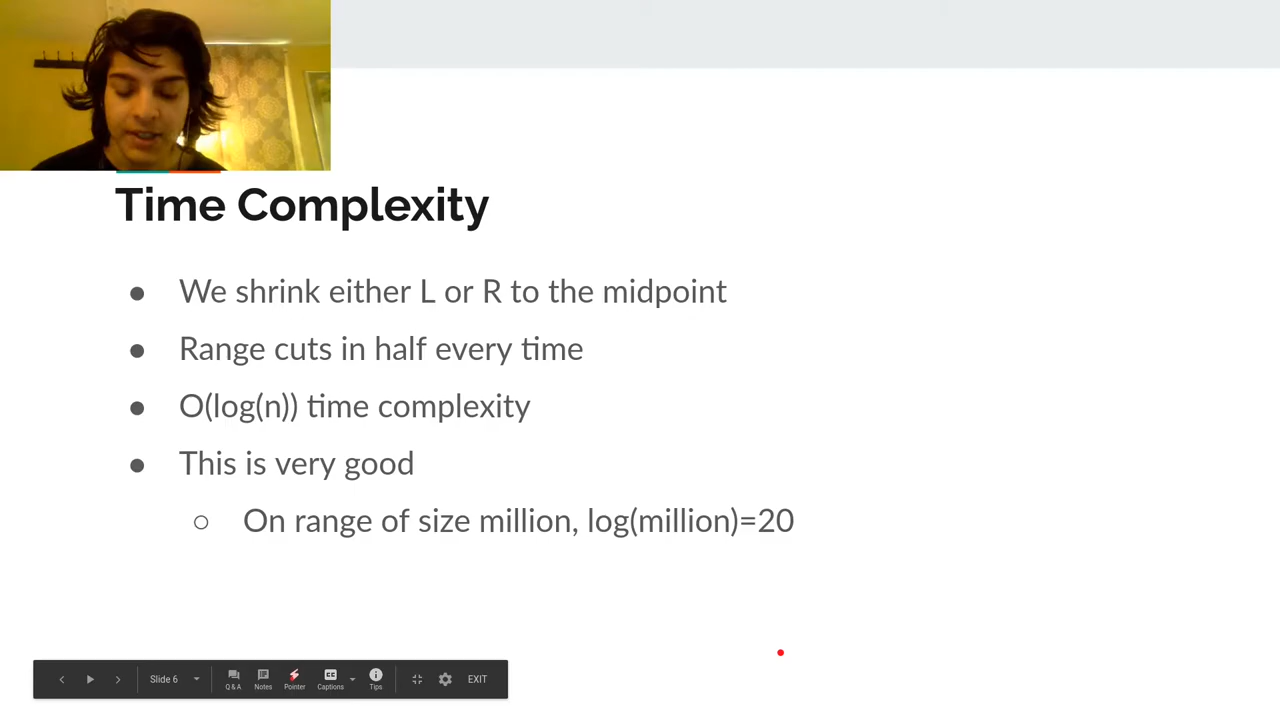 Time Complexity
● We shrink either L or R to the midpoint
● Range cuts in half every time
● O(log(n)) time complexity
● This is very good
○ On range of size million, log(million)=20
Slide 6 Q & A Notes Pointer Captions Tips EXIT